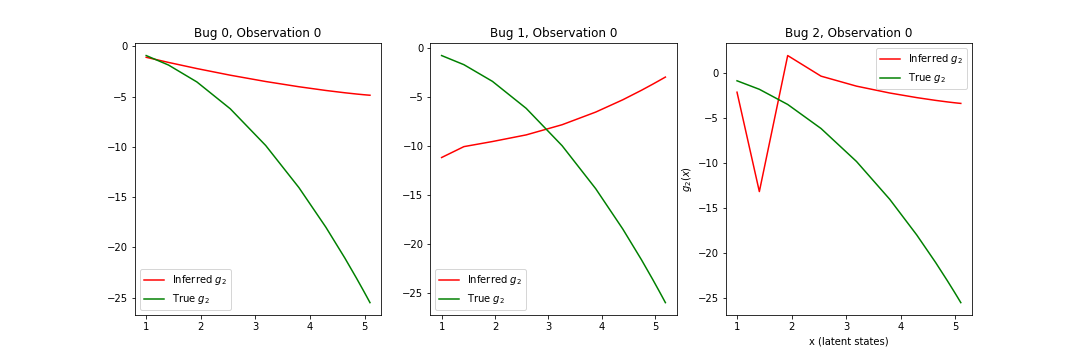 Bug 0, Observation 0
0
−5
−10
−15
−20
−25
1 2 3 4 5
Inferred g₂
True g₂
Bug 1, Observation 0
0
−5
−10
−15
−20
−25
1 2 3 4 5
Inferred g₂
True g₂
Bug 2, Observation 0
g₂(x)
0
−5
−10
−15
−20
−25
1 2 3 4 5
x (latent states)
Inferred g₂
True g₂